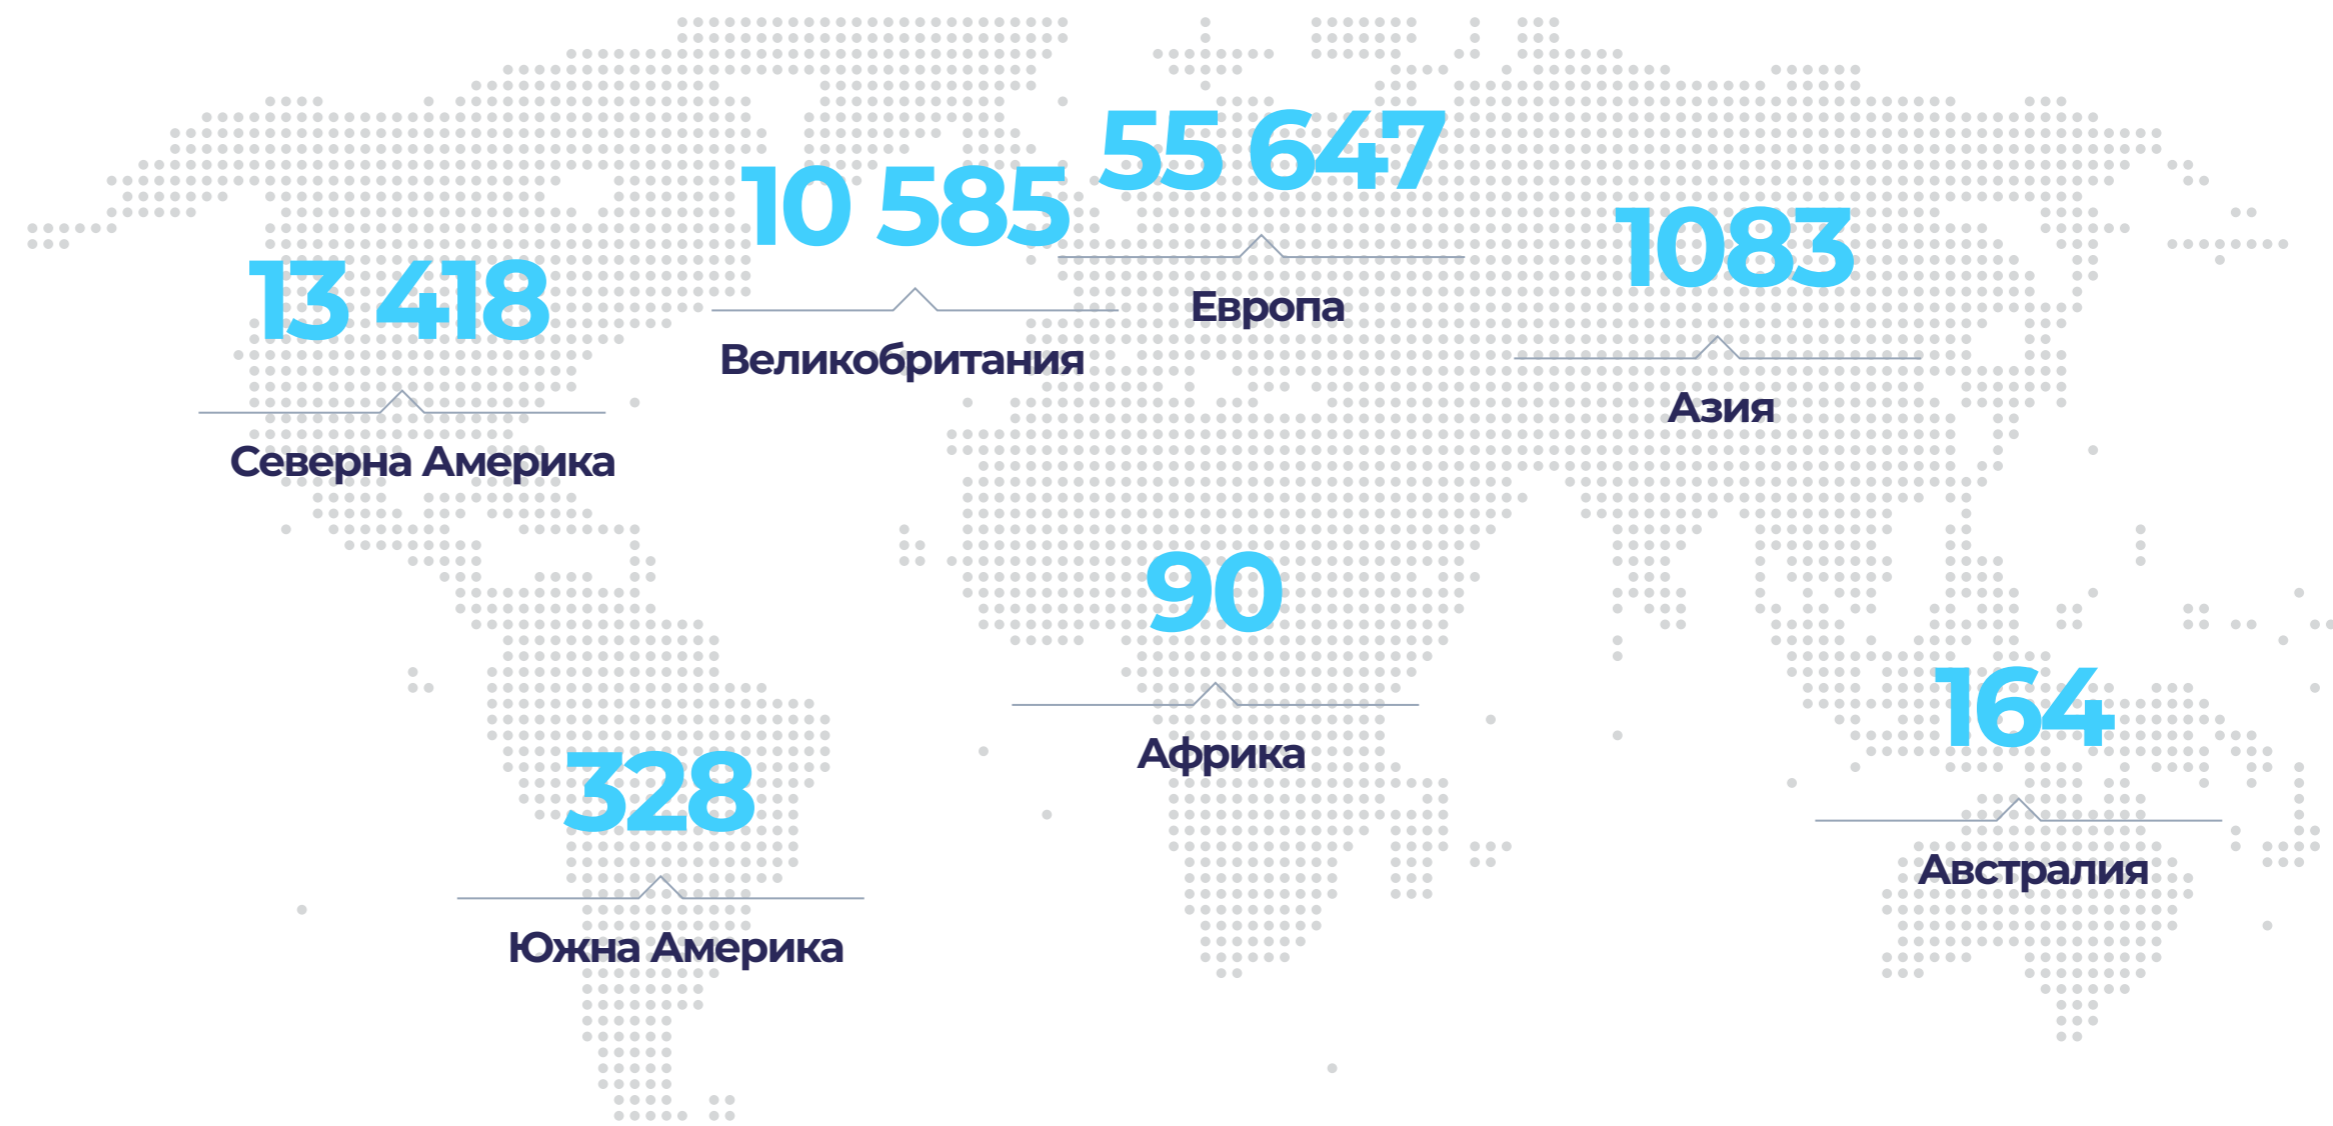 55 647
Европа
10 585
Великобритания
1083
Азия
13 418
Северна Америка
90
Африка
164
Австралия
328
Южна Америка